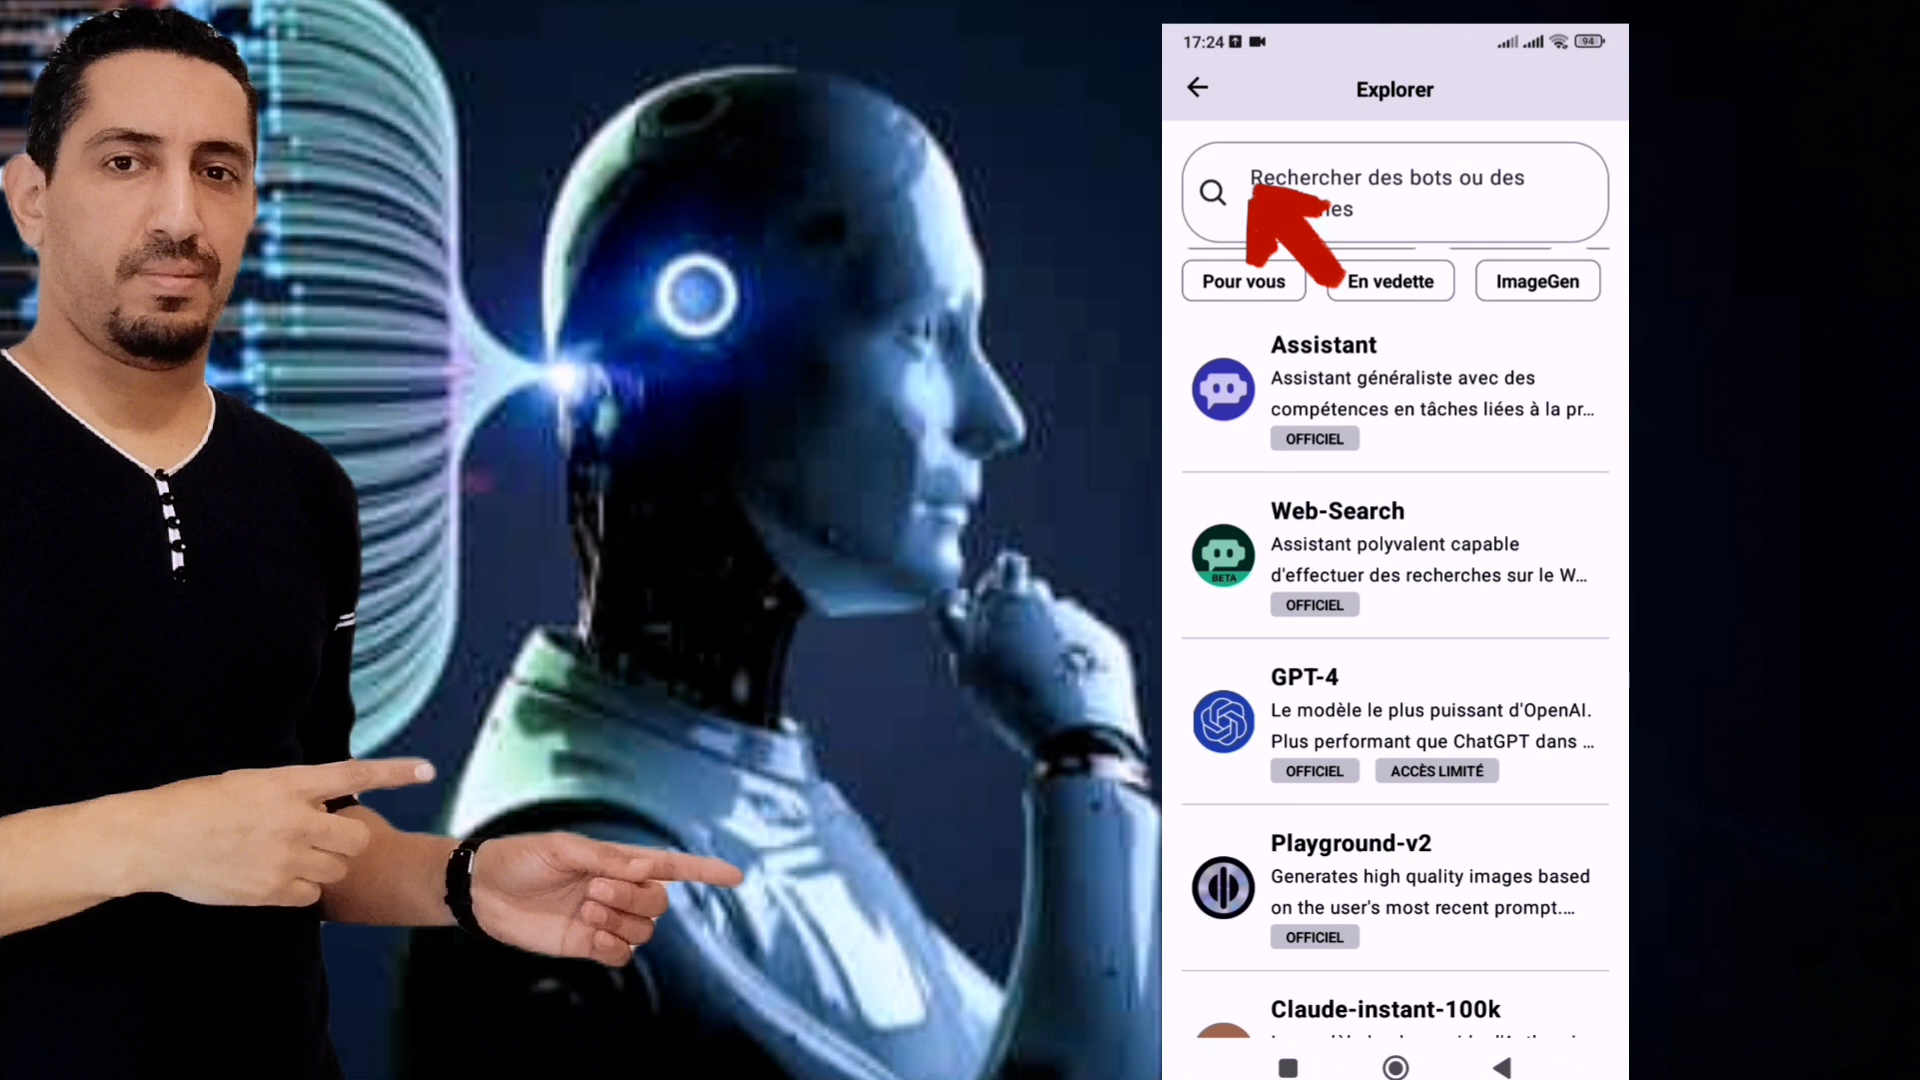 17:24
94
Explorer
Rechercher des bots ou des
Pour vous
En vedette
ImageGen
Assistant
Assistant généraliste avec des
compétences en tâches liées à la pr...
OFFICIEL
Web-Search
Assistant polyvalent capable
d'effectuer des recherches sur le W...
BETA
OFFICIEL
GPT-4
Le modèle le plus puissant d'OpenAI.
Plus performant que ChatGPT dans ...
OFFICIEL
ACCÈS LIMITÉ
Playground-v2
Generates high quality images based
on the user's most recent prompt....
OFFICIEL
Claude-instant-100k